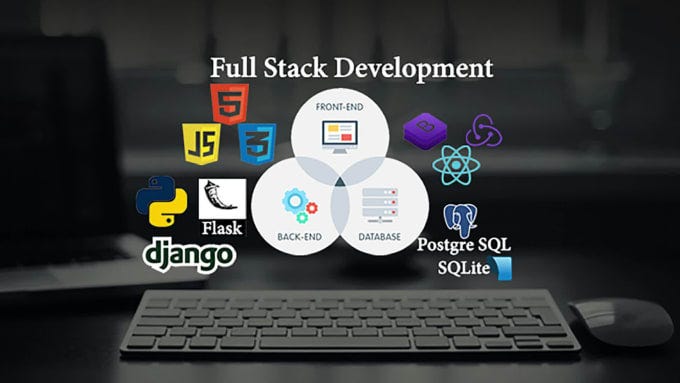 Full Stack Development
FRONT-END
5
JS
3
B
Flask
django
BACK-END
DATABASE
Postgre SQL
SQLite